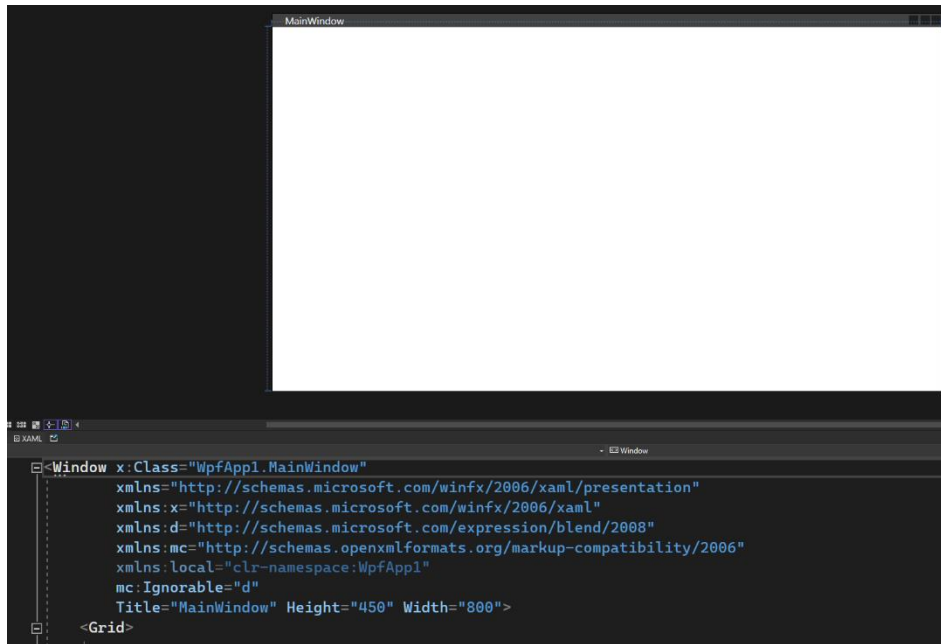 MainWindow
XAML
Window
<Window x:Class="WpfApp1.MainWindow"
xmlns="http://schemas.microsoft.com/winfx/2006/xaml/presentation"
xmlns:x="http://schemas.microsoft.com/winfx/2006/xaml"
xmlns:d="http://schemas.microsoft.com/expression/blend/2008"
xmlns:mc="http://schemas.openxmlformats.org/markup-compatibility/2006"
xmlns:local="clr-namespace:WpfApp1"
mc:Ignorable="d"
Title="MainWindow" Height="450" Width="800">
<Grid>